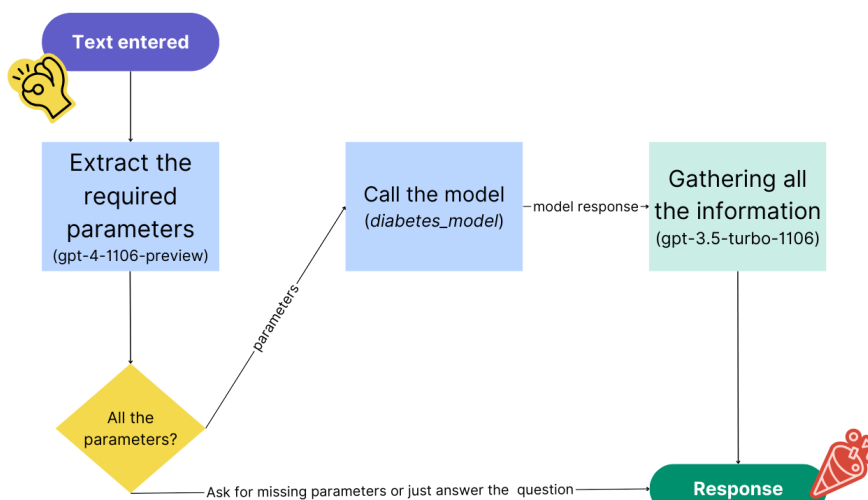 Text entered
Extract the
required
parameters
(gpt-4-1106-preview)
Call the model
(diabetes_model)
model response
Gathering all
the information
(gpt-3.5-turbo-1106)
parameters
All the
parameters?
Ask for missing parameters or just answer the question
Response